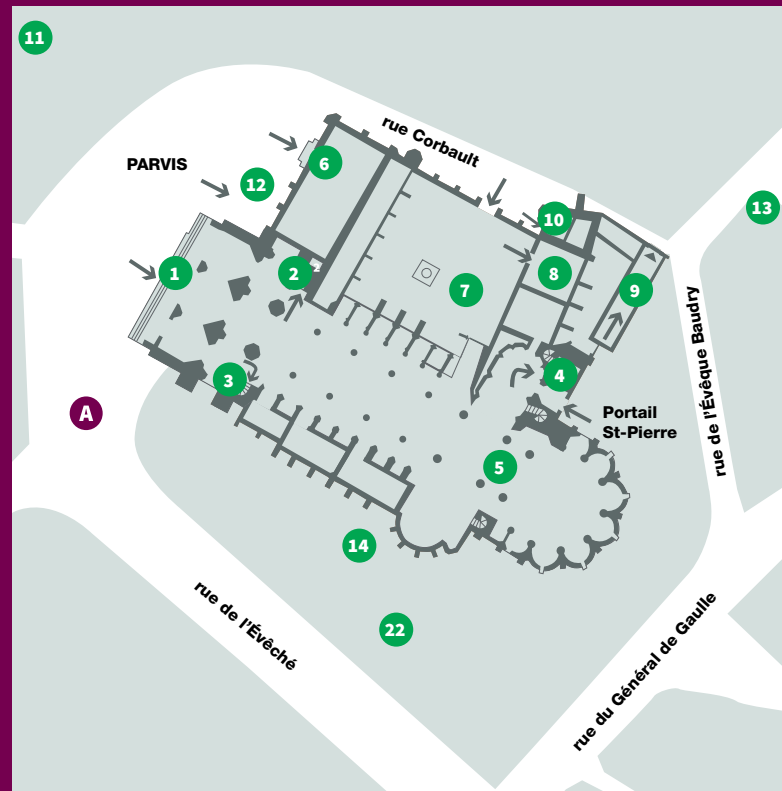 11
rue Corbault
PARVIS
6
12
10
13
1
2
8
7
9
rue de l'Évêque Baudry
3
4
A
Portail
St-Pierre
5
14
rue de l'Évêché
22
rue du Général de Gaulle